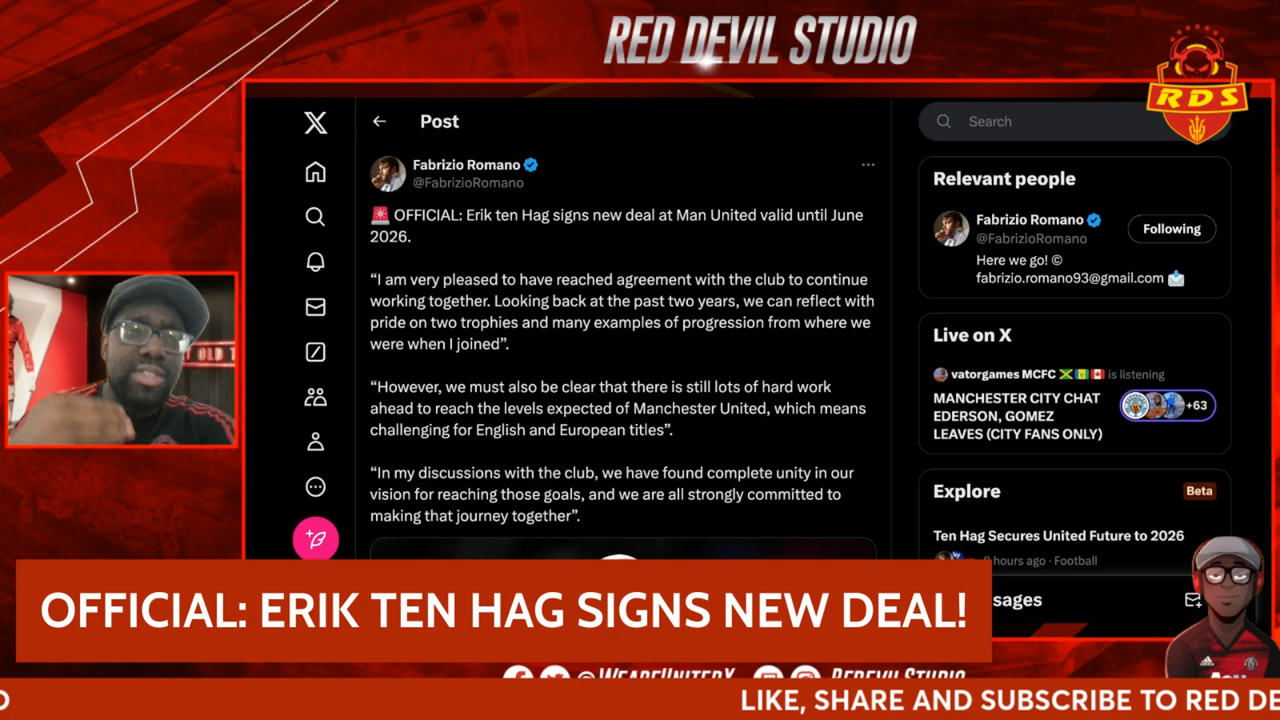 RED DEVIL STUDIO
RDS
Post
Search
Fabrizio Romano
@FabrizioRomano
OFFICIAL: Erik ten Hag signs new deal at Man United valid until June
2026.
“I am very pleased to have reached agreement with the club to continue
working together. Looking back at the past two years, we can reflect with
pride on two trophies and many examples of progression from where we
were when I joined”.
“However, we must also be clear that there is still lots of hard work
ahead to reach the levels expected of Manchester United, which means
challenging for English and European titles”.
“In my discussions with the club, we have found complete unity in our
vision for reaching those goals, and we are all strongly committed to
making that journey together”.
Relevant people
Fabrizio Romano
@FabrizioRomano
Following
Here we go! ©
fabrizio.romano93@gmail.com
Live on X
vatorgames MCFC is listening
MANCHESTER CITY CHAT
EDERSON, GOMEZ
LEAVES (CITY FANS ONLY)
+63
Explore
Beta
Ten Hag Secures United Future to 2026
hours ago · Football
sages
OLD TR
OFFICIAL: ERIK TEN HAG SIGNS NEW DEAL!
@WEAREUNITEDX
REDEVIL STUDIO
D
LIKE, SHARE AND SUBSCRIBE TO RED DE